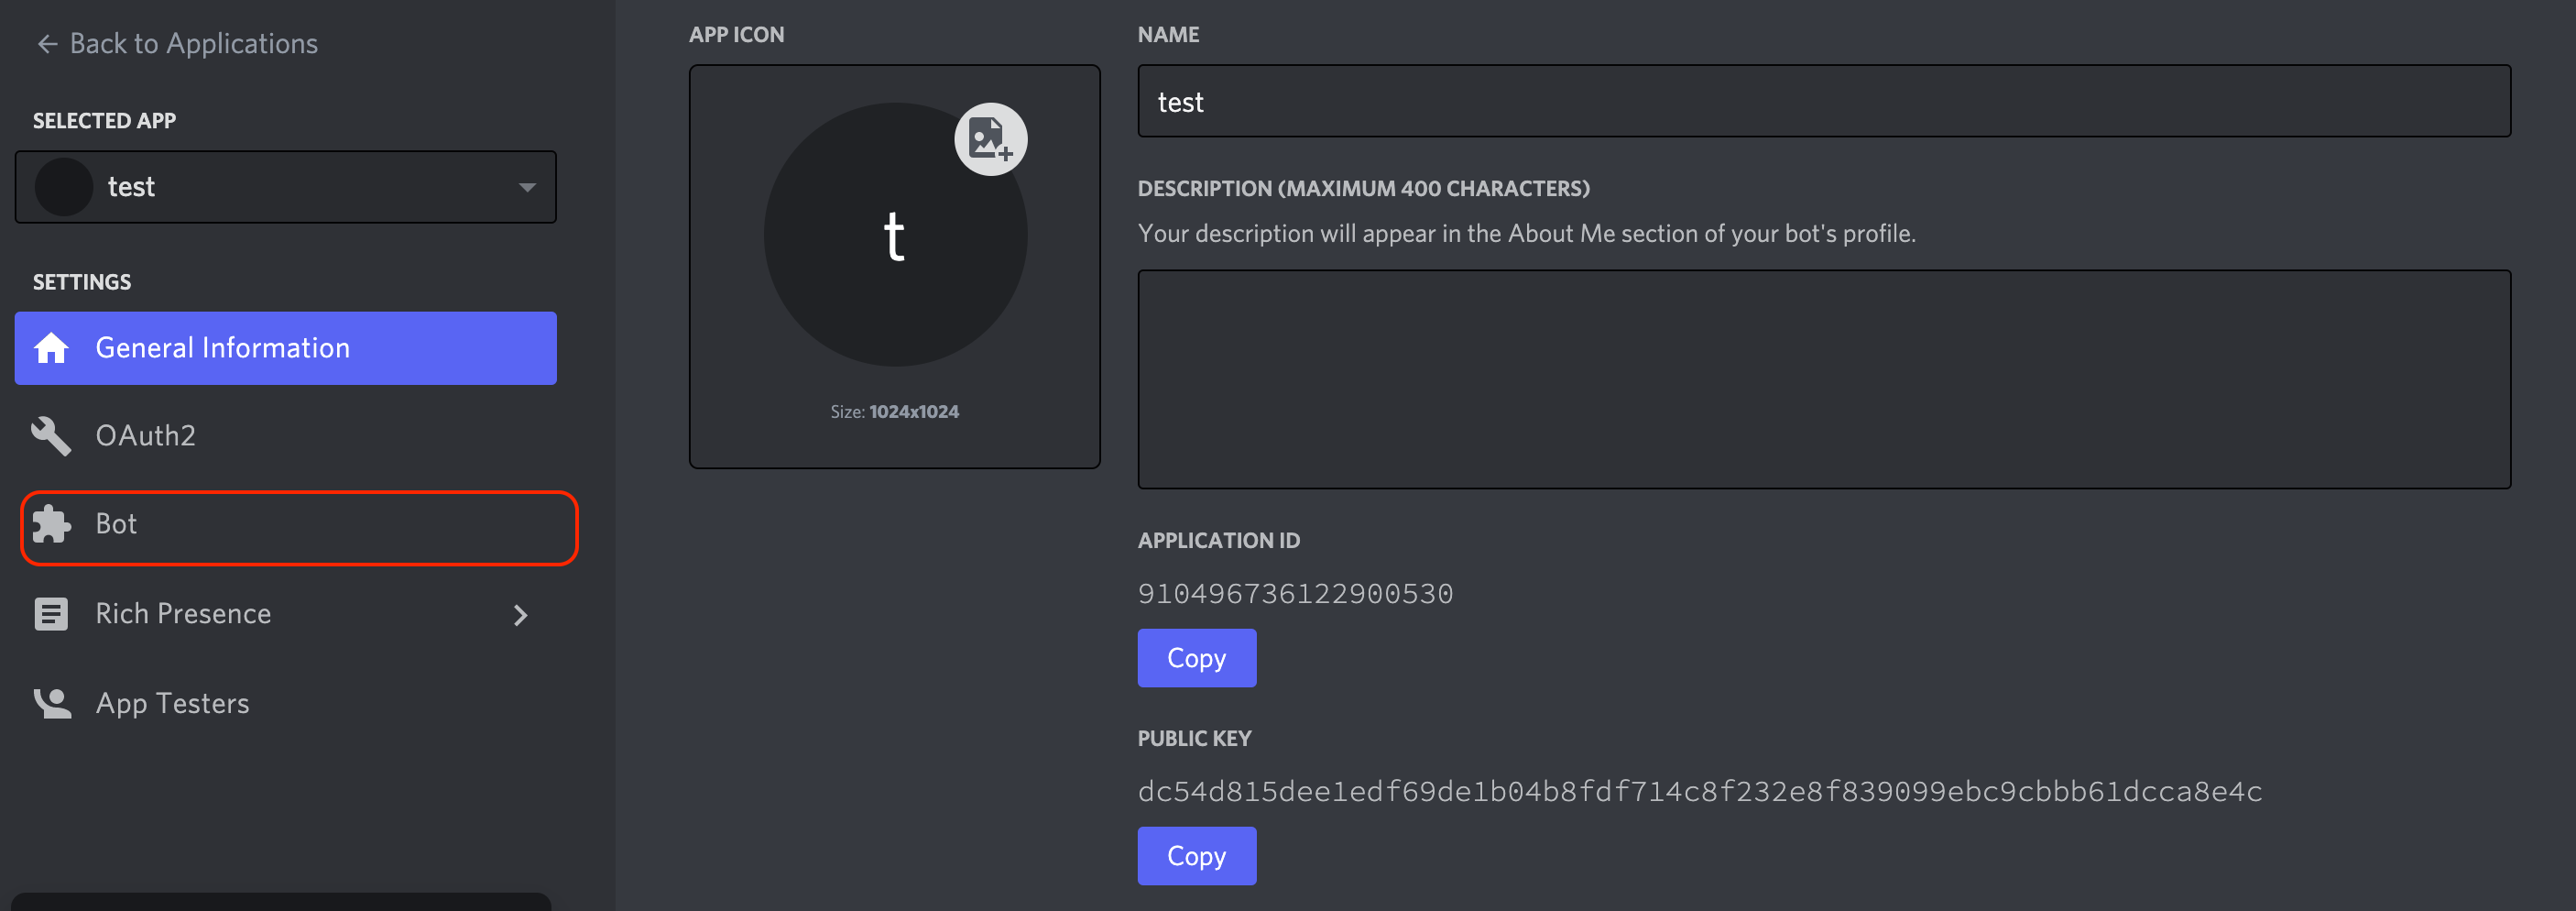 Back to Applications
SELECTED APP
test
SETTINGS
General Information
OAuth2
Bot
Rich Presence
App Testers
APP ICON
t
Size: 1024x1024
NAME
test
DESCRIPTION (MAXIMUM 400 CHARACTERS)
Your description will appear in the About Me section of your bot's profile.
APPLICATION ID
910496736122900530
Copy
PUBLIC KEY
dc54d815dee1edf69de1b04b8fdf714c8f232e8f839099ebc9cbbb61dcca8e4c
Copy